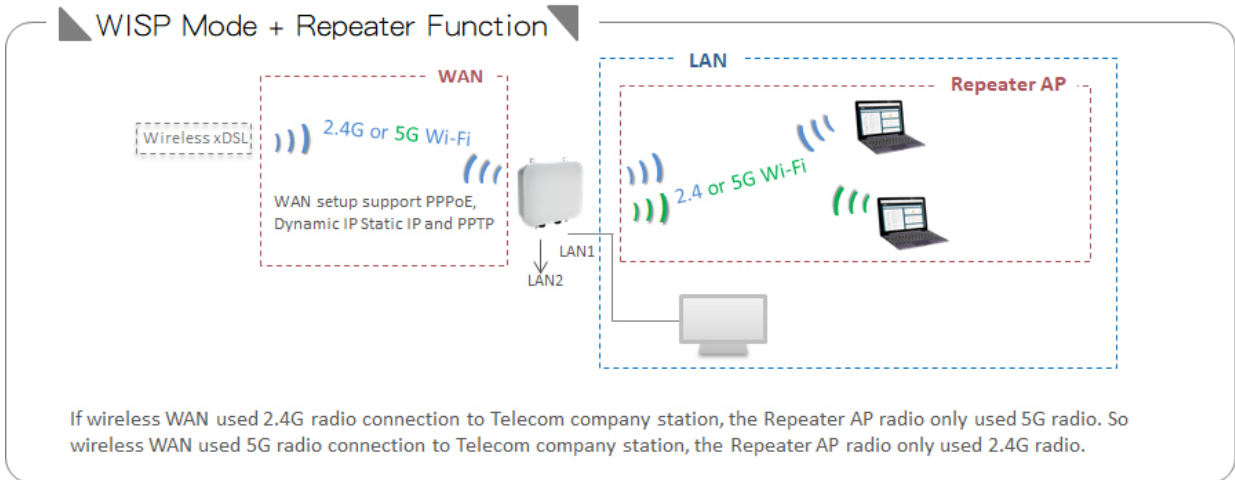 WISP Mode + Repeater Function
LAN
WAN
Repeater AP
Wireless xDSL
2.4G or 5G Wi-Fi
2.4 or 5G Wi-Fi
WAN setup support PPPoE,
Dynamic IP Static IP and PPTP
LAN1
LAN2
If wireless WAN used 2.4G radio connection to Telecom company station, the Repeater AP radio only used 5G radio. So
wireless WAN used 5G radio connection to Telecom company station, the Repeater AP radio only used 2.4G radio.